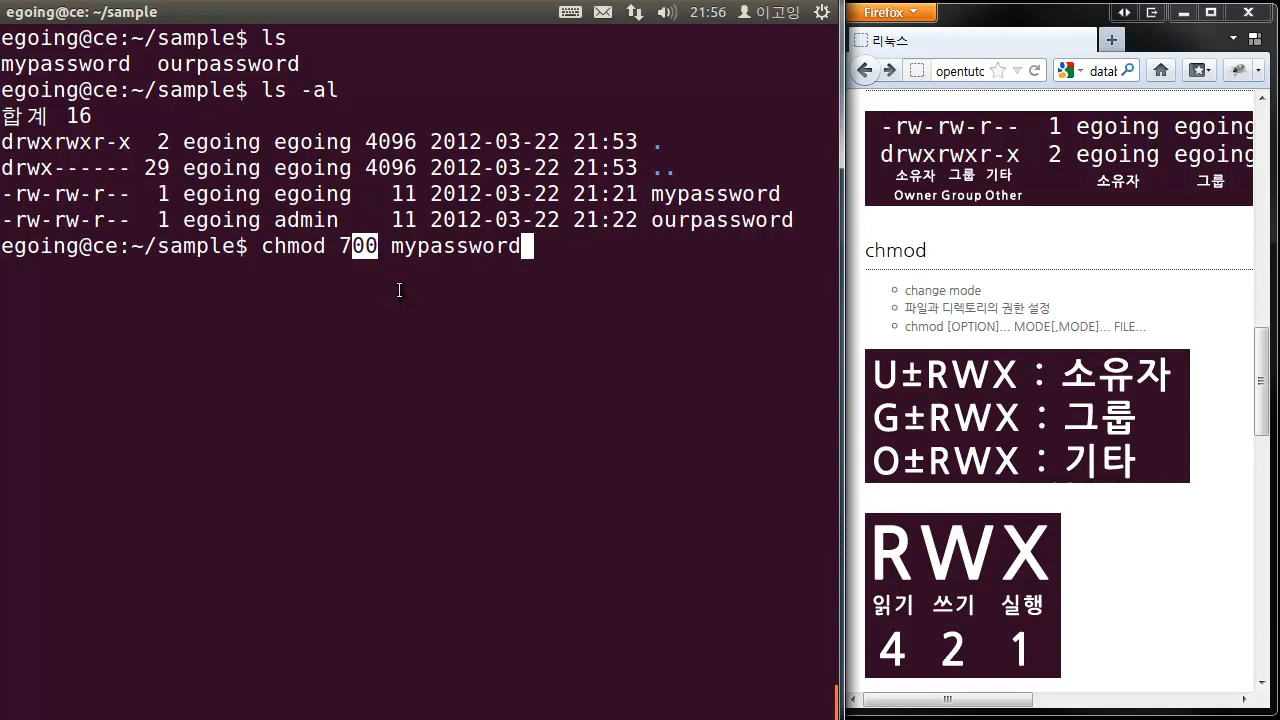 egoing@ce: ~/sample
21:56 이고잉
egoing@ce:~/sample$ ls
mypassword  ourpassword
egoing@ce:~/sample$ ls -al
합계 16
drwxrwxr-x  2 egoing egoing 4096 2012-03-22 21:53 .
drwx------ 29 egoing egoing 4096 2012-03-22 21:53 ..
-rw-rw-r--  1 egoing egoing   11 2012-03-22 21:21 mypassword
-rw-rw-r--  1 egoing admin    11 2012-03-22 21:22 ourpassword
egoing@ce:~/sample$ chmod 700 mypassword
Firefox
리눅스
opentuto
datab
-rw-rw-r--  1 egoing egoing
drwxrwxr-x  2 egoing egoing
소유자 그룹 기타 소유자 그룹
Owner Group Other
chmod
change mode
파일과 디렉토리의 권한 설정
chmod [OPTION]... MODE[,MODE]... FILE...
U±RWX : 소유자
G±RWX : 그룹
O±RWX : 기타
RWX
읽기 쓰기 실행
4 2 1